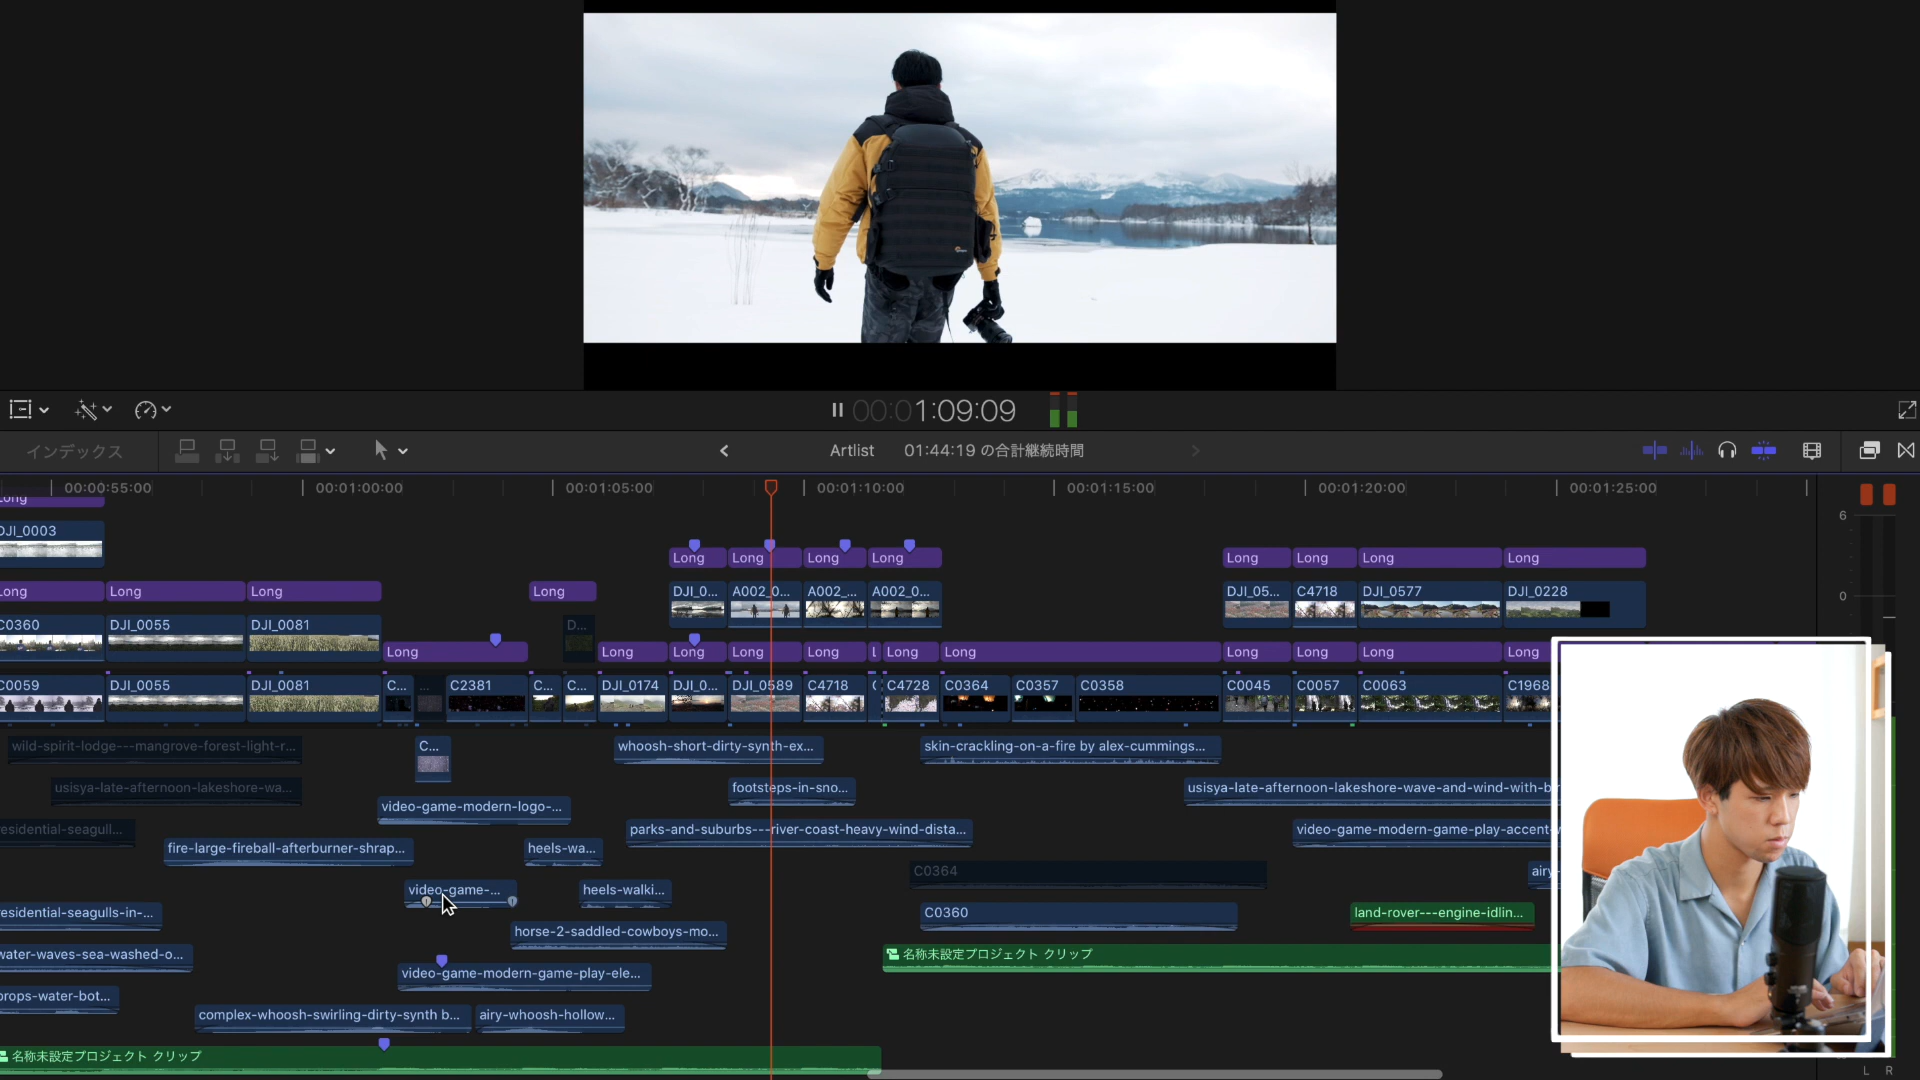 00:01:09:09
インデックス
Artlist 01:44:19 の合計継続時間
00:00:55:00 00:01:00:00 00:01:05:00 00:01:10:00 00:01:15:00 00:01:20:00 00:01:25:00
Long
6
DJI_0003
Long Long Long Long Long Long Long Long
Long Long Long Long
DJI_0... A002_0... A002_... A002_0... DJI_05... C4718 DJI_0577 DJI_0228
0
C0360 DJI_0055 DJI_0081 D...
Long Long Long Long Long L Long Long Long Long Long Long
C0059 DJI_0055 DJI_0081 C... ... C2381 C... C... DJI_0174 DJI_0... DJI_0589 C4718 C4728 C0364 C0357 C0358 C0045 C0057 C0063 C1968
wild-spirit-lodge---mangrove-forest-light-r... C... whoosh-short-dirty-synth-ex... skin-crackling-on-a-fire by alex-cummings...
usisya-late-afternoon-lakeshore-wa... footsteps-in-sno... usisya-late-afternoon-lakeshore-wave-and-wind-with-b
video-game-modern-logo-...
esidential-seagull... parks-and-suburbs---river-coast-heavy-wind-dista... video-game-modern-game-play-accent-
fire-large-fireball-afterburner-shrap... heels-wa...
C0364 airy-
video-game-... heels-walki...
esidential-seagulls-in-... C0360 land-rover---engine-idlin...
horse-2-saddled-cowboys-mo...
water-waves-sea-washed-o... 名称未設定プロジェクト クリップ
video-game-modern-game-play-ele...
props-water-bot...
complex-whoosh-swirling-dirty-synth b... airy-whoosh-hollow...
名称未設定プロジェクト クリップ
L R